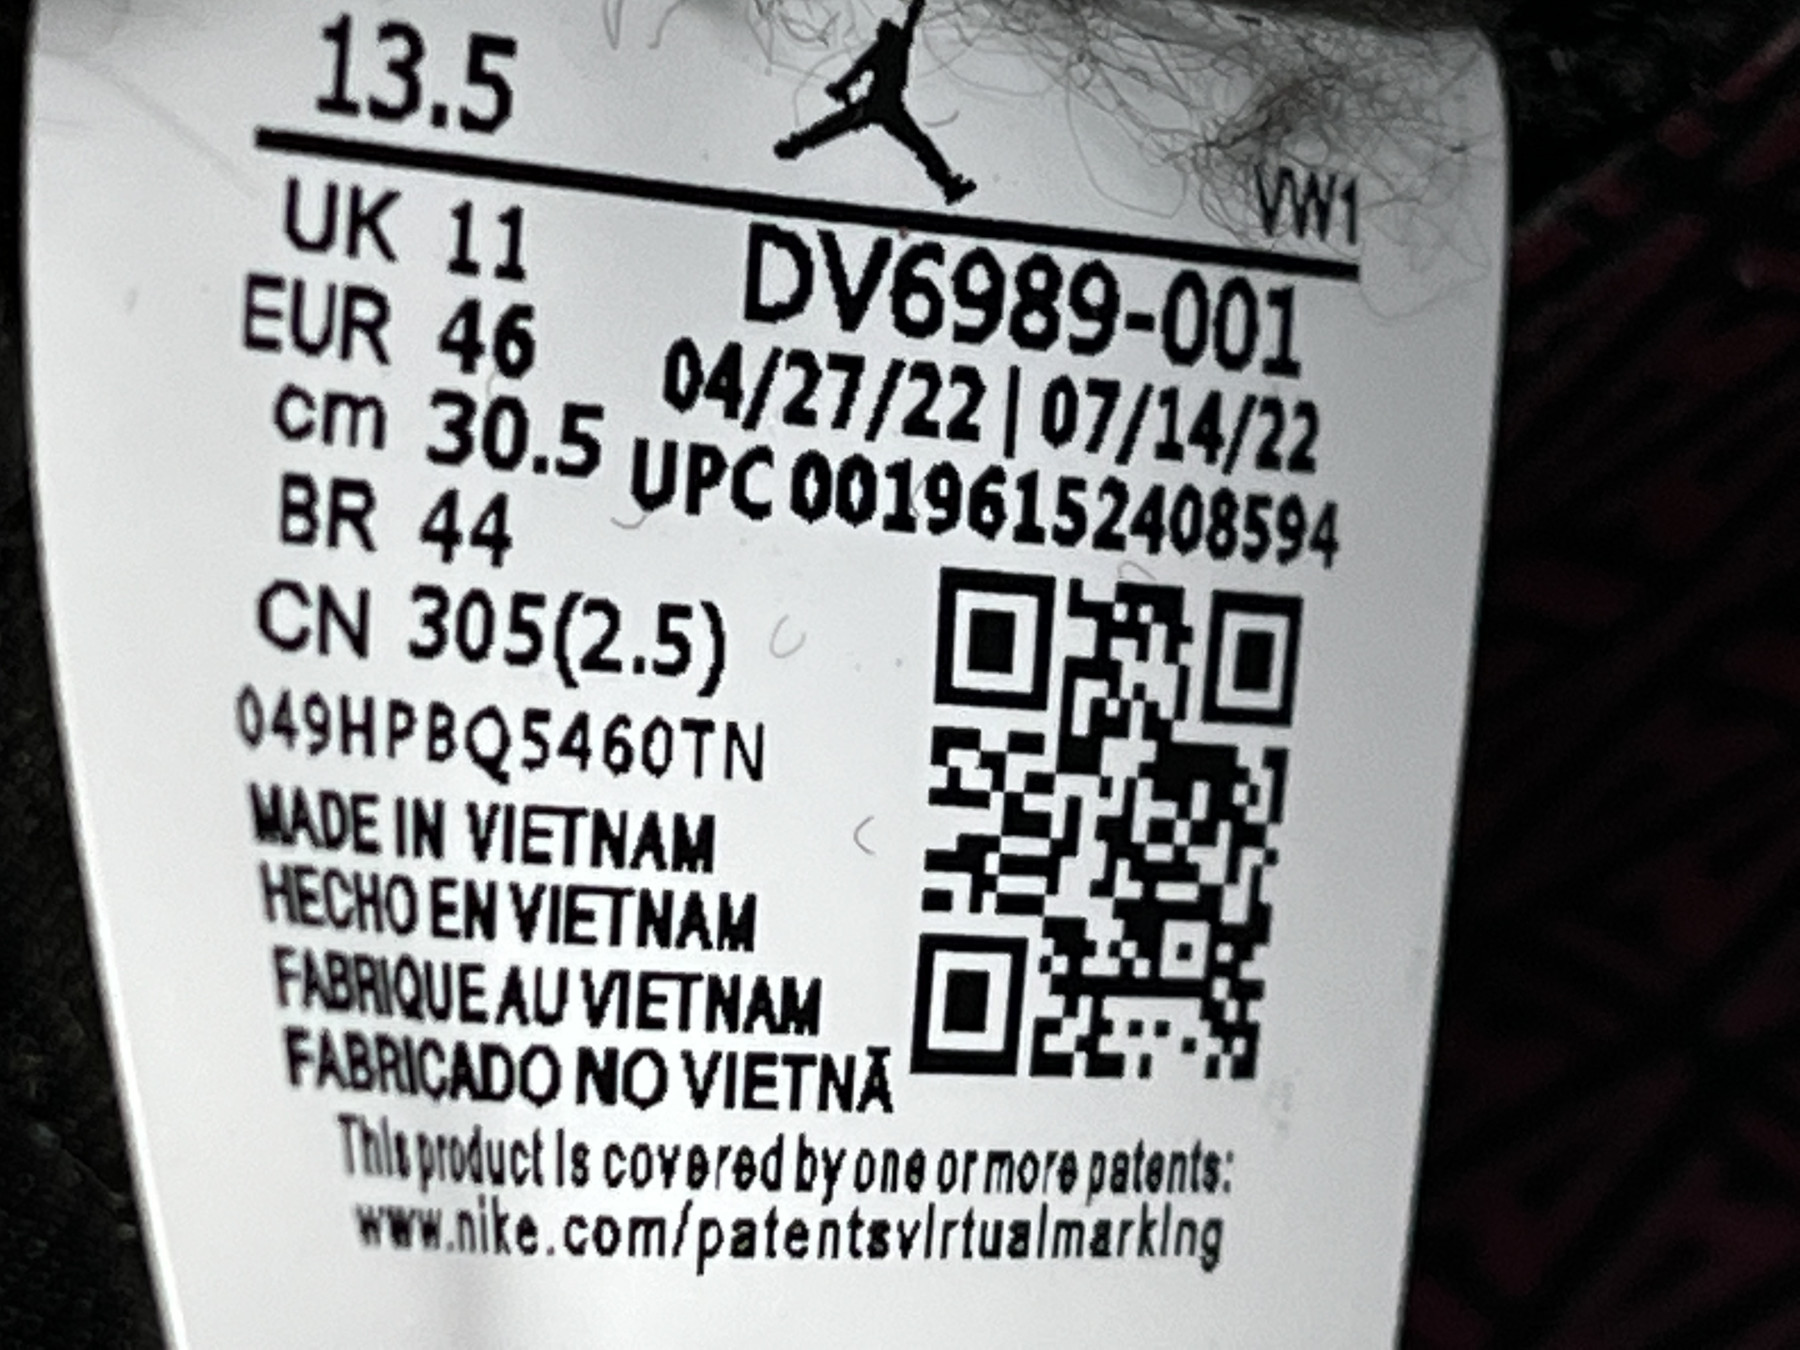 13.5
VW1
UK 11
DV6989-001
EUR 46
04/27/22 | 07/14/22
cm 30.5
UPC 00196152408594
BR 44
CN 305(2.5)
049HPBQ5460TN
MADE IN VIETNAM
HECHO EN VIETNAM
FABRIQUE AU VIETNAM
FABRICADO NO VIETNÃ
This product is covered by one or more patents:
www.nike.com/patentsvirtualmarking